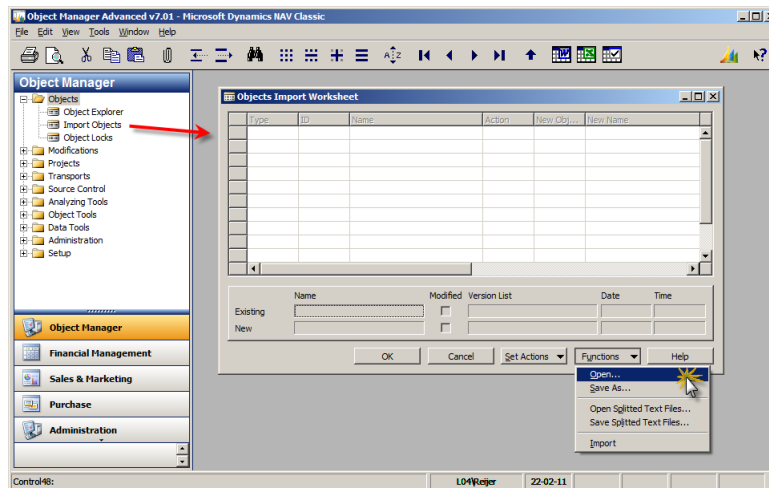 Object Manager Advanced v7.01 - Microsoft Dynamics NAV Classic
File Edit View Tools Window Help
Object Manager
Objects
Object Explorer
Import Objects
Object Locks
Modifications
Projects
Transports
Source Control
Analyzing Tools
Object Tools
Data Tools
Administration
Setup
Object Manager
Financial Management
Sales & Marketing
Purchase
Administration
Objects Import Worksheet
Type ID Name Action New Obj... New Name
Name Modified Version List Date Time
Existing
New
OK Cancel Set Actions Functions Help
Open...
Save As...
Open Splitted Text Files...
Save Splitted Text Files...
Import
Control48: L04\Reijer 22-02-11